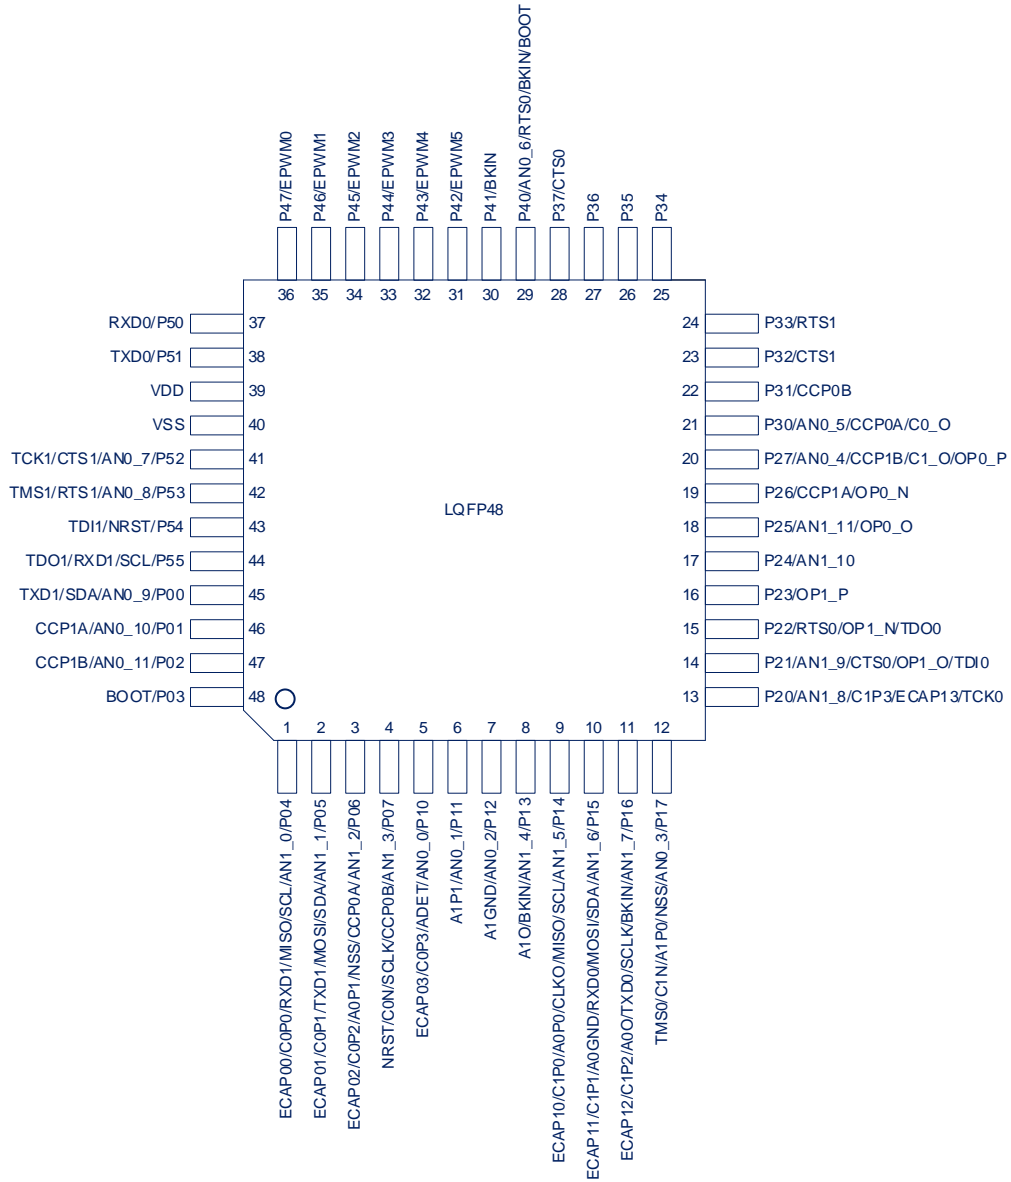 P47/EPWM0
P46/EPWM1
P45/EPWM2
P44/EPWM3
P43/EPWM4
P42/EPWM5
P41/BKIN
P40/AN0_6/RTS0/BKIN/BOOT
P37/CTS0
P36
P35
P34
36
35
34
33
32
31
30
29
28
27
26
25
RXD0/P50
37
TXD0/P51
38
VDD
39
VSS
40
TCK1/CTS1/AN0_7/P52
41
TMS1/RTS1/AN0_8/P53
42
TDI1/NRST/P54
43
TDO1/RXD1/SCL/P55
44
TXD1/SDA/AN0_9/P00
45
CCP1A/AN0_10/P01
46
CCP1B/AN0_11/P02
47
BOOT/P03
48
LQFP48
24
P33/RTS1
23
P32/CTS1
22
P31/CCP0B
21
P30/AN0_5/CCP0A/C0_O
20
P27/AN0_4/CCP1B/C1_O/OP0_P
19
P26/CCP1A/OP0_N
18
P25/AN1_11/OP0_O
17
P24/AN1_10
16
P23/OP1_P
15
P22/RTS0/OP1_N/TDO0
14
P21/AN1_9/CTS0/OP1_O/TDI0
13
P20/AN1_8/C1P3/ECAP13/TCK0
1
2
3
4
5
6
7
8
9
10
11
12
ECAP00/C0P0/RXD1/MISO/SCL/AN1_0/P04
ECAP01/C0P1/TXD1/MOSI/SDA/AN1_1/P05
ECAP02/C0P2/A0P1/NSS/CCP0A/AN1_2/P06
NRST/C0N/SCLK/CCP0B/AN1_3/P07
ECAP03/C0P3/ADET/AN0_0/P10
A1P1/AN0_1/P11
A1GND/AN0_2/P12
A1O/BKIN/AN1_4/P13
ECAP10/C1P0/A0P0/CLKO/MISO/SCL/AN1_5/P14
ECAP11/C1P1/A0GND/RXD0/MOSI/SDA/AN1_6/P15
ECAP12/C1P2/A0O/TXD0/SCLK/BKIN/AN1_7/P16
TMS0/C1N/A1P0/NSS/AN0_3/P17